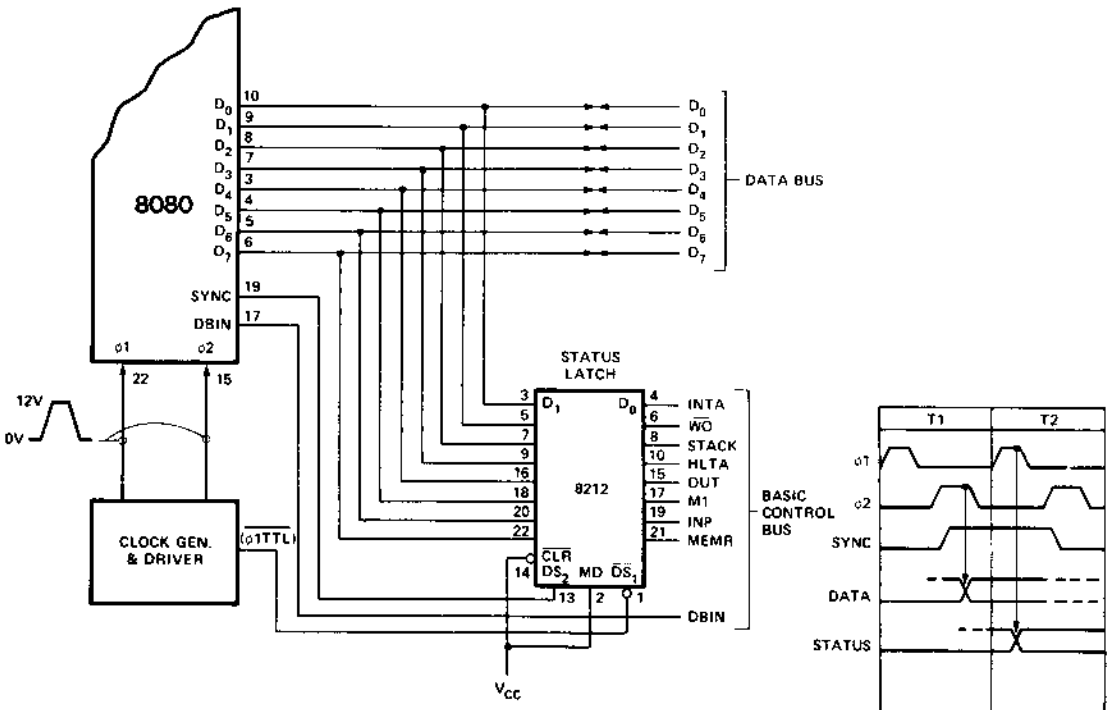 8080
D0 10
D1 9
D2 8
D3 7
D4 3
D5 4
D6 5
D7 6
SYNC 19
DBIN 17
φ1 φ2
22 15
D0
D1
D2
D3
D4
D5
D6
D7
DATA BUS
12V
0V
CLOCK GEN.
& DRIVER
(φ1TTL)
STATUS
LATCH
3 D1 D0 4 INTA
5 6 WO
7 8 STACK
9 10 HLTA
16 15 OUT
18 8212 17 M1
20 19 INP
22 21 MEMR
CLR
14 DS2 MD DS1
13 2 1
DBIN
VCC
BASIC
CONTROL
BUS
T1 T2
φ1
φ2
SYNC
DATA
STATUS